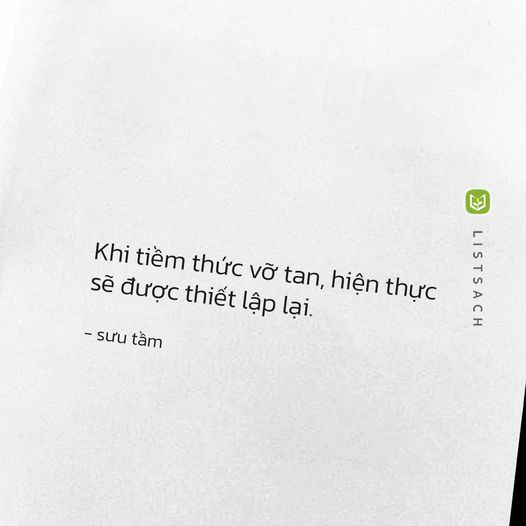 Khi tiềm thức vỡ tan, hiện thực
sẽ được thiết lập lại.
– sưu tầm
LISTSACH